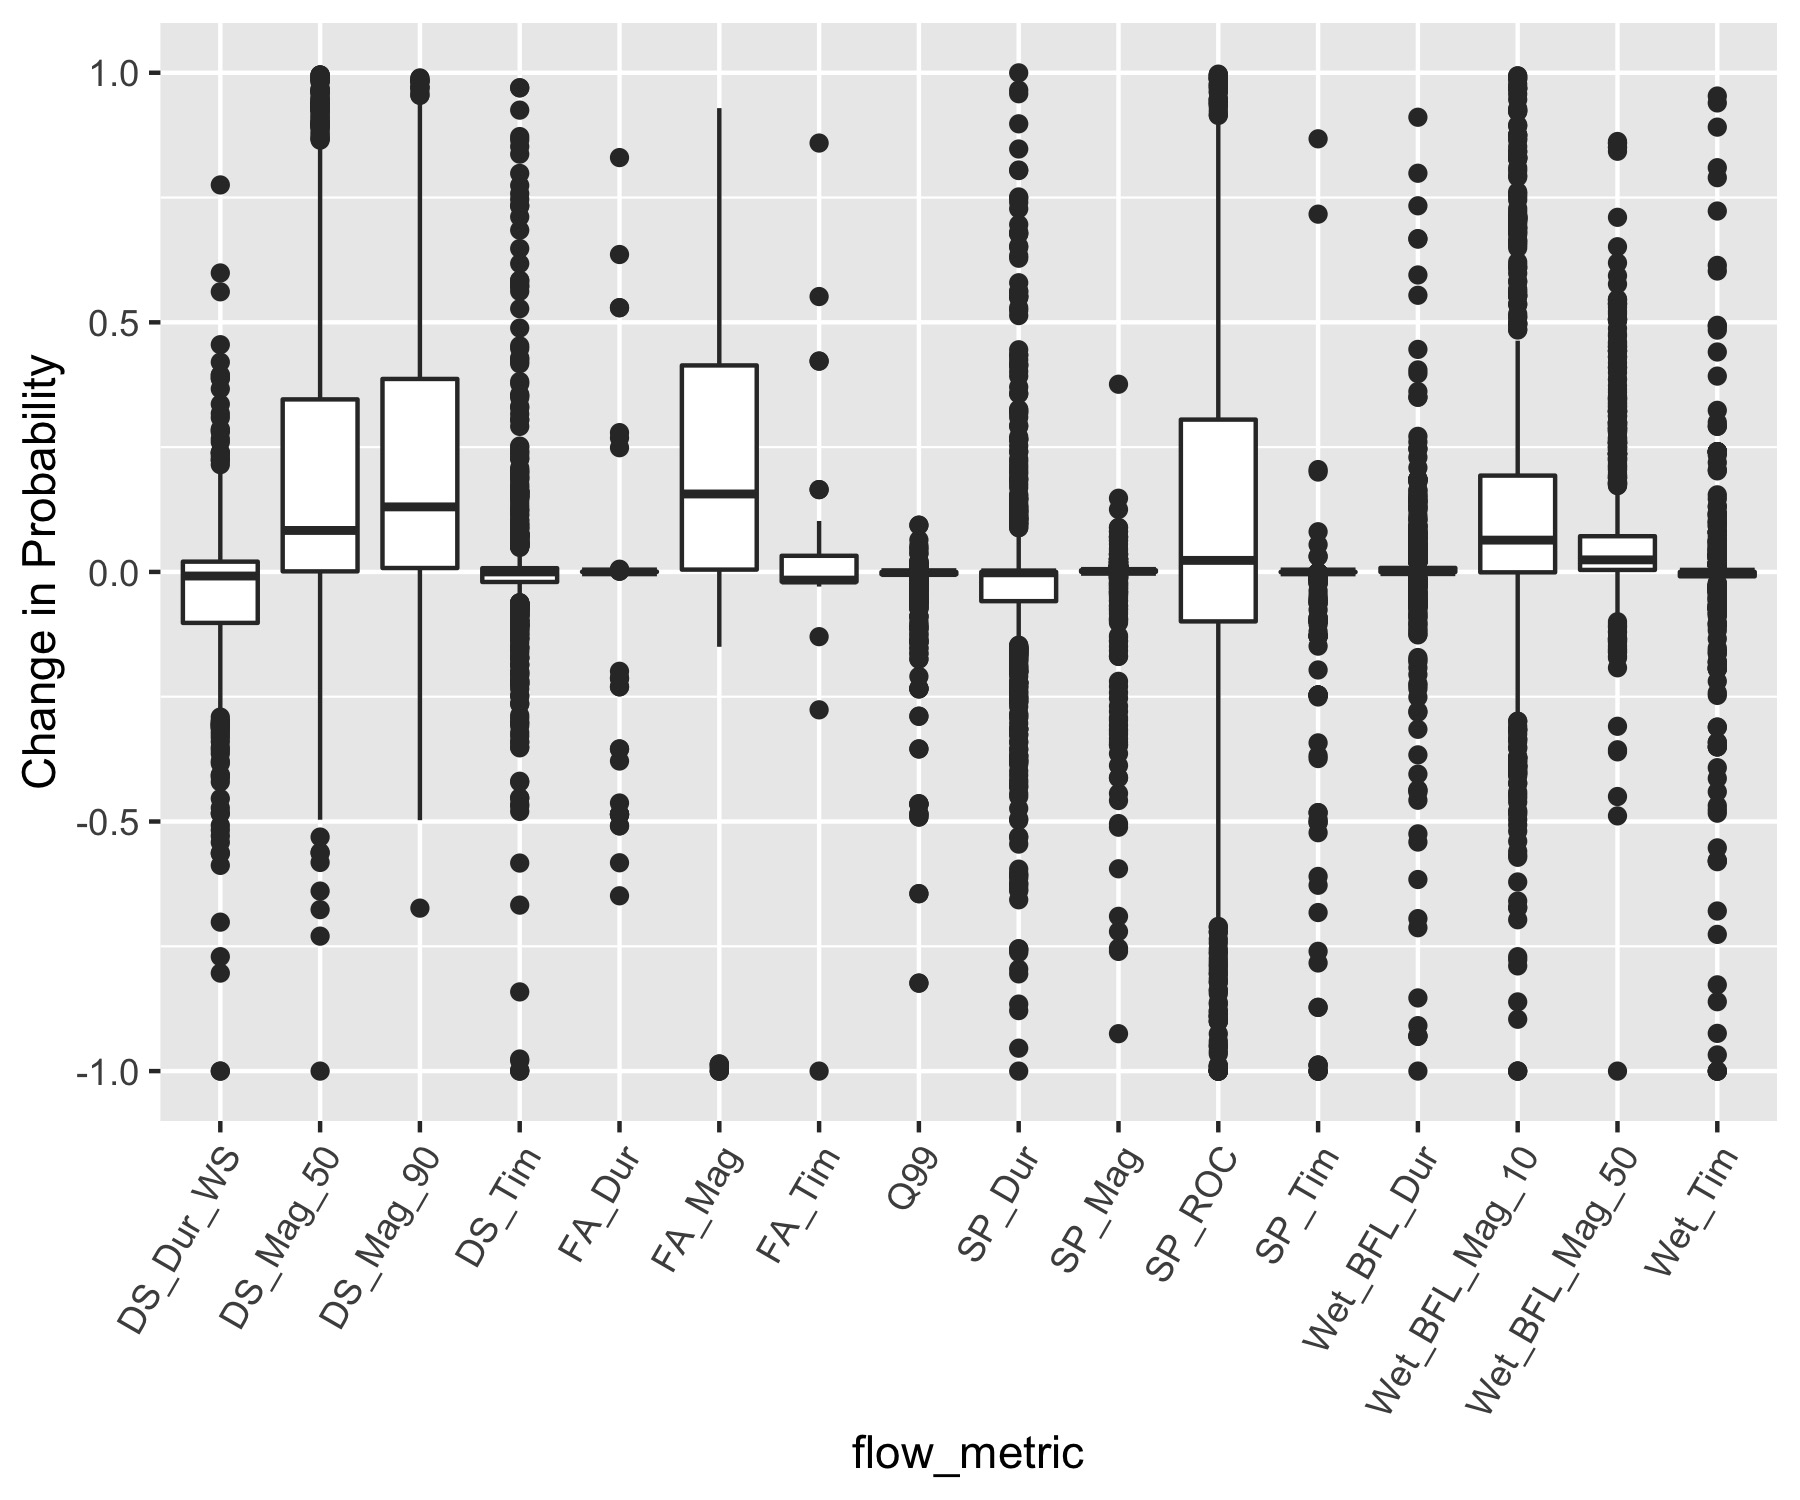 Change in Probability
1.0
0.5
0.0
-0.5
-1.0
DS_Dur_WS
DS_Mag_50
DS_Mag_90
DS_Tim
FA_Dur
FA_Mag
FA_Tim
Q99
SP_Dur
SP_Mag
SP_ROC
SP_Tim
Wet_BFL_Dur
Wet_BFL_Mag_10
Wet_BFL_Mag_50
Wet_Tim
flow_metric